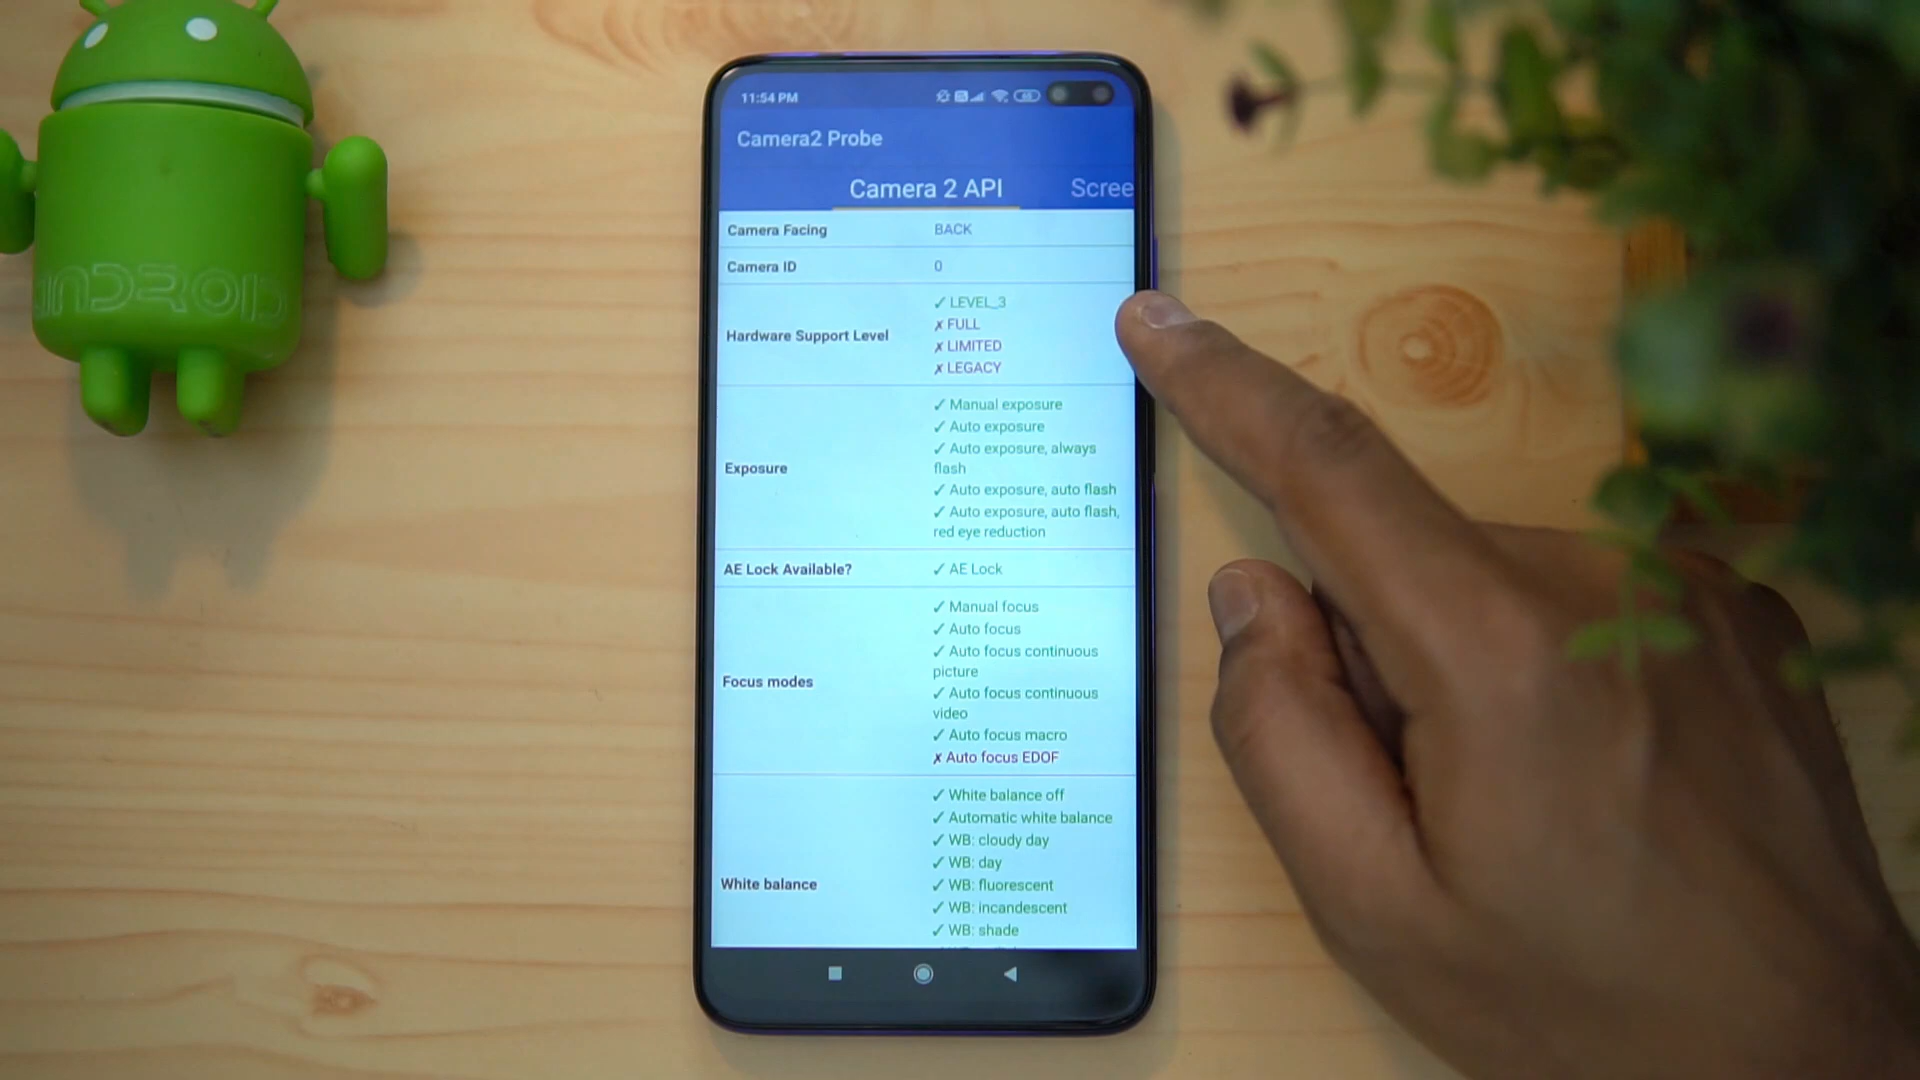 ANDROID
11:54 PM
Camera2 Probe
Camera 2 API
Scree
Camera Facing
BACK
Camera ID
0
Hardware Support Level
✓ LEVEL_3
✗ FULL
✗ LIMITED
✗ LEGACY
Exposure
✓ Manual exposure
✓ Auto exposure
✓ Auto exposure, always
flash
✓ Auto exposure, auto flash
✓ Auto exposure, auto flash,
red eye reduction
AE Lock Available?
✓ AE Lock
Focus modes
✓ Manual focus
✓ Auto focus
✓ Auto focus continuous
picture
✓ Auto focus continuous
video
✓ Auto focus macro
✗ Auto focus EDOF
White balance
✓ White balance off
✓ Automatic white balance
✓ WB: cloudy day
✓ WB: day
✓ WB: fluorescent
✓ WB: incandescent
✓ WB: shade